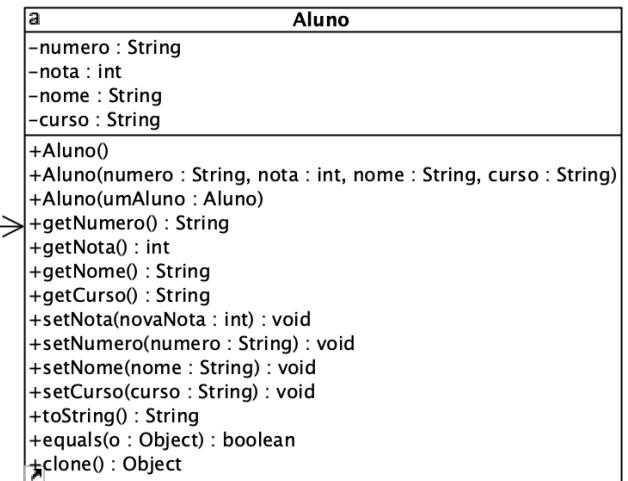 a
Aluno
-numero : String
-nota : int
-nome : String
-curso : String
+Aluno()
+Aluno(numero : String, nota : int, nome : String, curso : String)
+Aluno(umAluno : Aluno)
+getNumero() : String
+getNota() : int
+getNome() : String
+getCurso() : String
+setNota(novaNota : int) : void
+setNumero(numero : String) : void
+setNome(nome : String) : void
+setCurso(curso : String) : void
+toString() : String
+equals(o : Object) : boolean
+clone() : Object